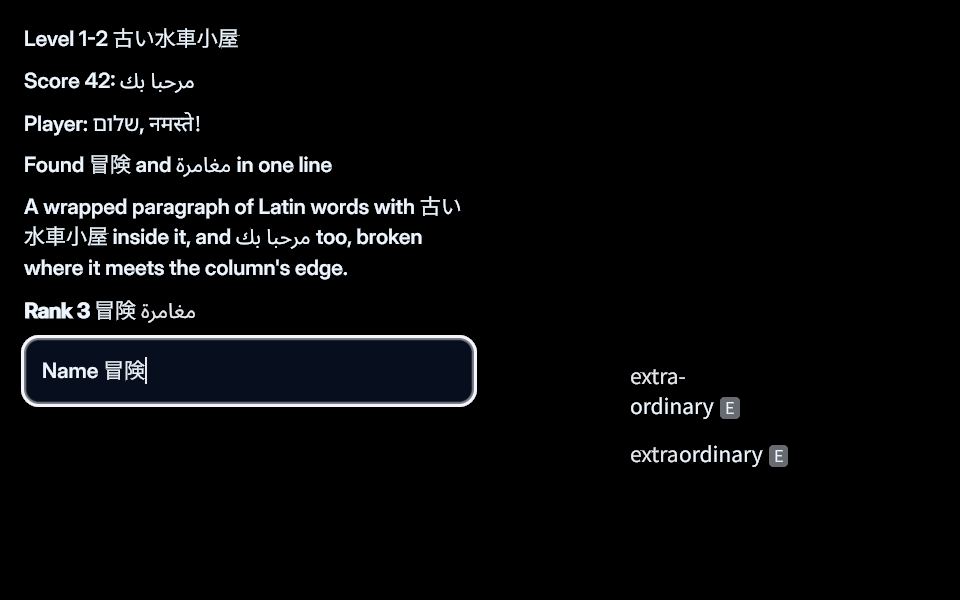 Level 1-2 古い水車小屋
Score 42: مرحبا بك
Player: שלום, नमस्ते!
Found 冒険 and مغامرة in one line
A wrapped paragraph of Latin words with 古い
水車小屋 inside it, and مرحبا بك too, broken
where it meets the column's edge.
Rank 3 冒険 مغامرة
Name 冒険
extra-
ordinary E
extraordinary E